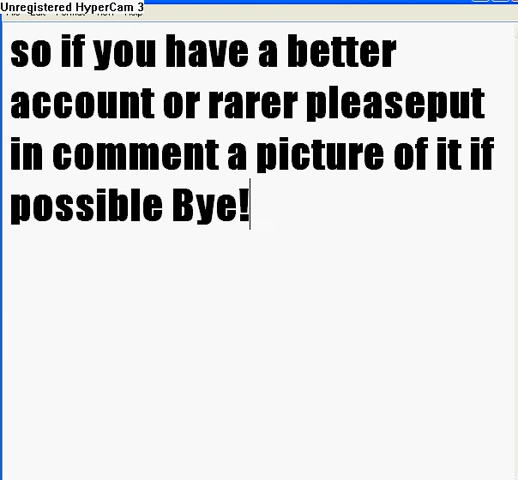 Unregistered HyperCam 3
so if you have a better
account or rarer pleaseput
in comment a picture of it if
possible Bye!